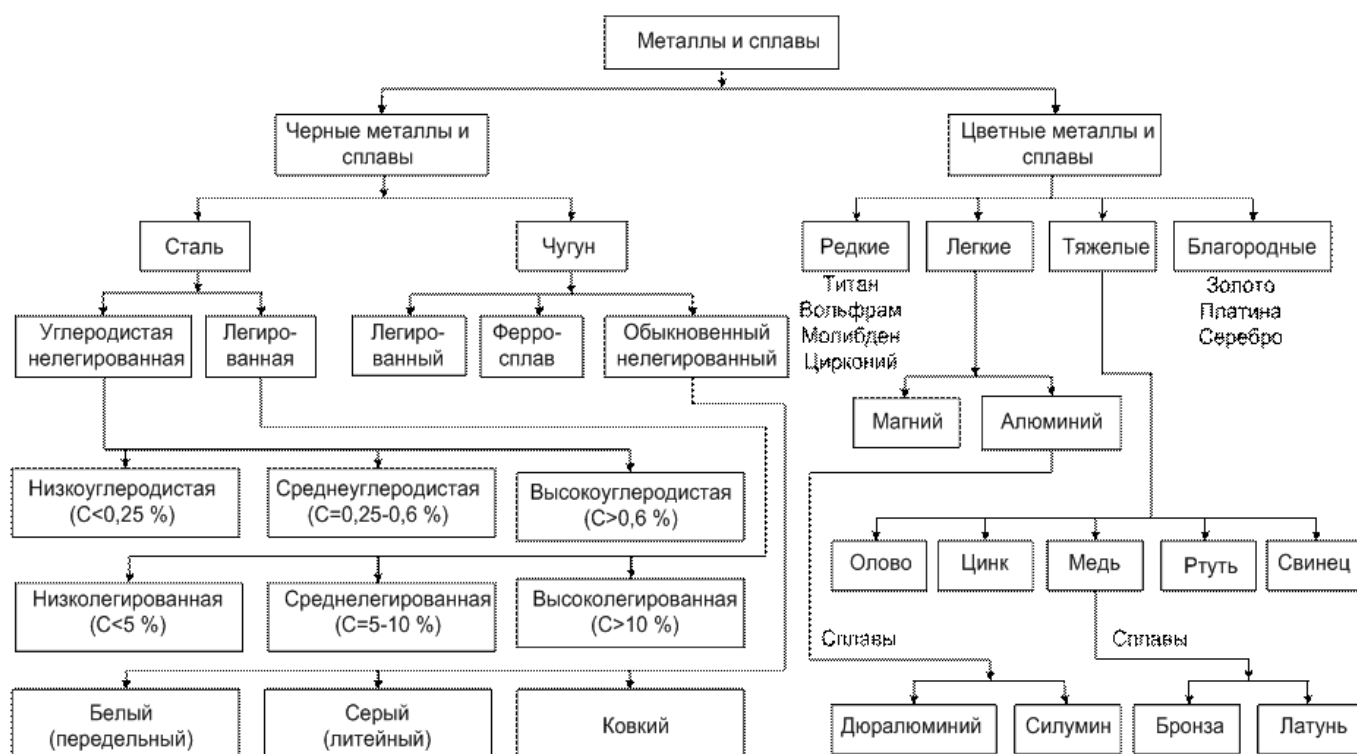 Металлы и сплавы
Черные металлы и
сплавы
Цветные металлы и
сплавы
Сталь
Чугун
Редкие
Легкие
Тяжелые
Благородные
Титан
Вольфрам
Молибден
Цирконий
Золото
Платина
Серебро
Углеродистая
нелегированная
Легиро-
ванная
Легиро-
ванный
Ферро-
сплав
Обыкновенный
нелегированный
Магний
Алюминий
Низкоуглеродистая
(С<0,25 %)
Среднеуглеродистая
(С=0,25-0,6 %)
Высокоуглеродистая
(С>0,6 %)
Олово
Цинк
Медь
Ртуть
Свинец
Низколегированная
(С<5 %)
Среднелегированная
(С=5-10 %)
Высоколегированная
(С>10 %)
Сплавы
Сплавы
Белый
(передельный)
Серый
(литейный)
Ковкий
Дюралюминий
Силумин
Бронза
Латунь